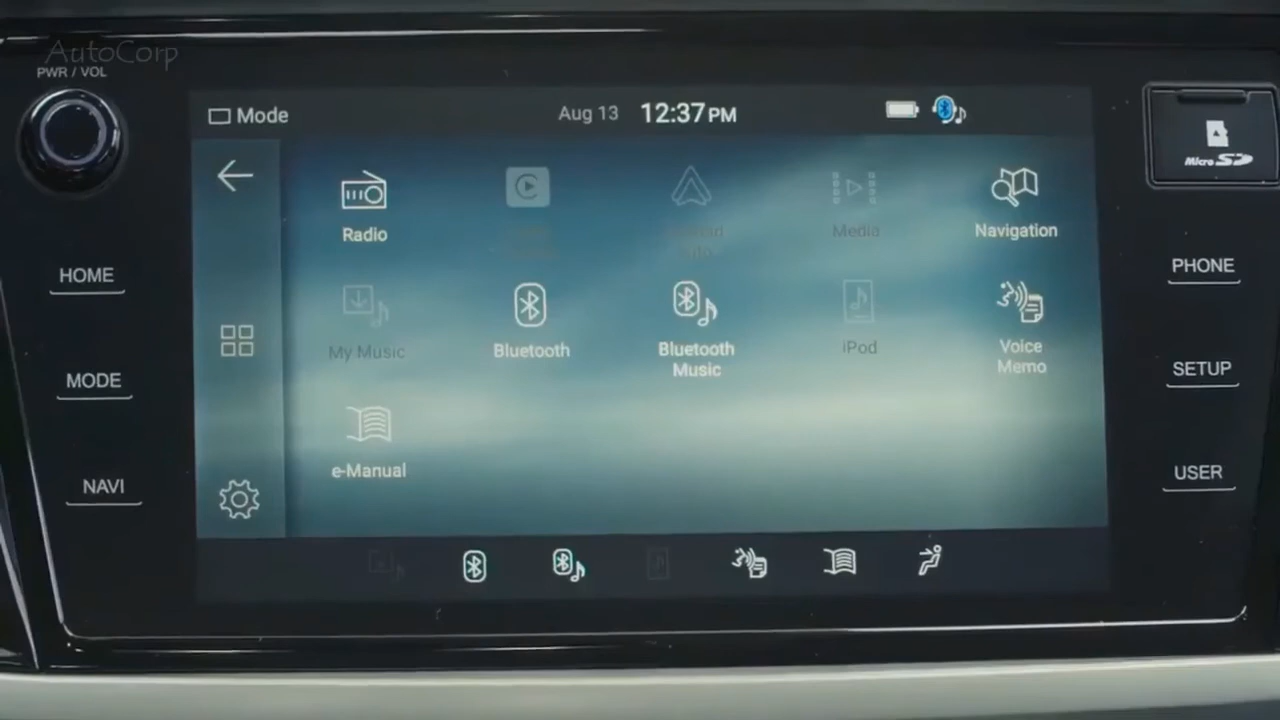 AutoCorp
PWR / VOL
Mode
Aug 13
12:37 PM
Micro SD
Radio
Media
Navigation
HOME
PHONE
My Music
Bluetooth
Bluetooth
Music
iPod
Voice
Memo
MODE
SETUP
e-Manual
NAVI
USER